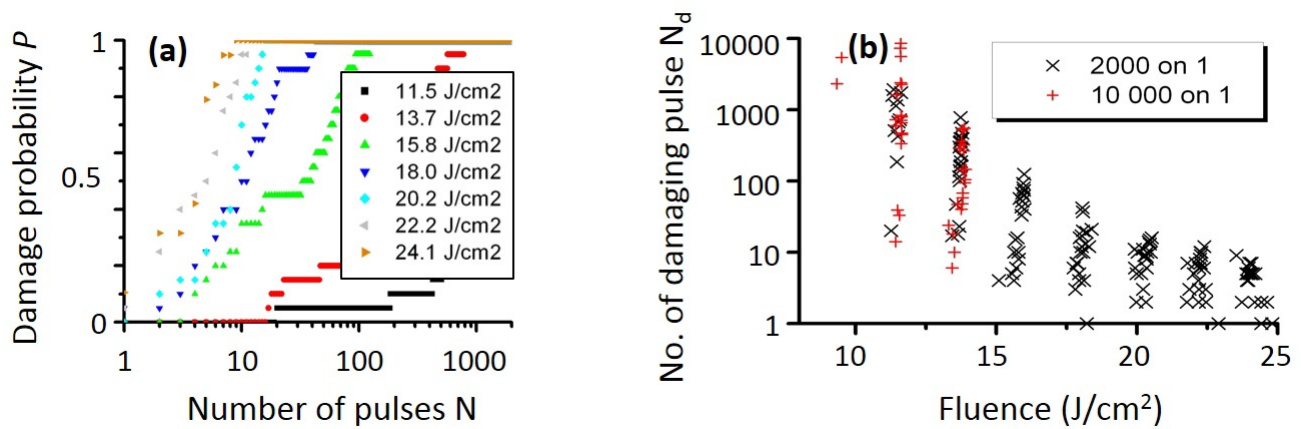 (a)
Damage probability P
1
0.5
0
11.5 J/cm2
13.7 J/cm2
15.8 J/cm2
18.0 J/cm2
20.2 J/cm2
22.2 J/cm2
24.1 J/cm2
1 10 100 1000
Number of pulses N
(b)
No. of damaging pulse Nd
10000
1000
100
10
1
2000 on 1
10 000 on 1
10 15 20 25
Fluence (J/cm²)